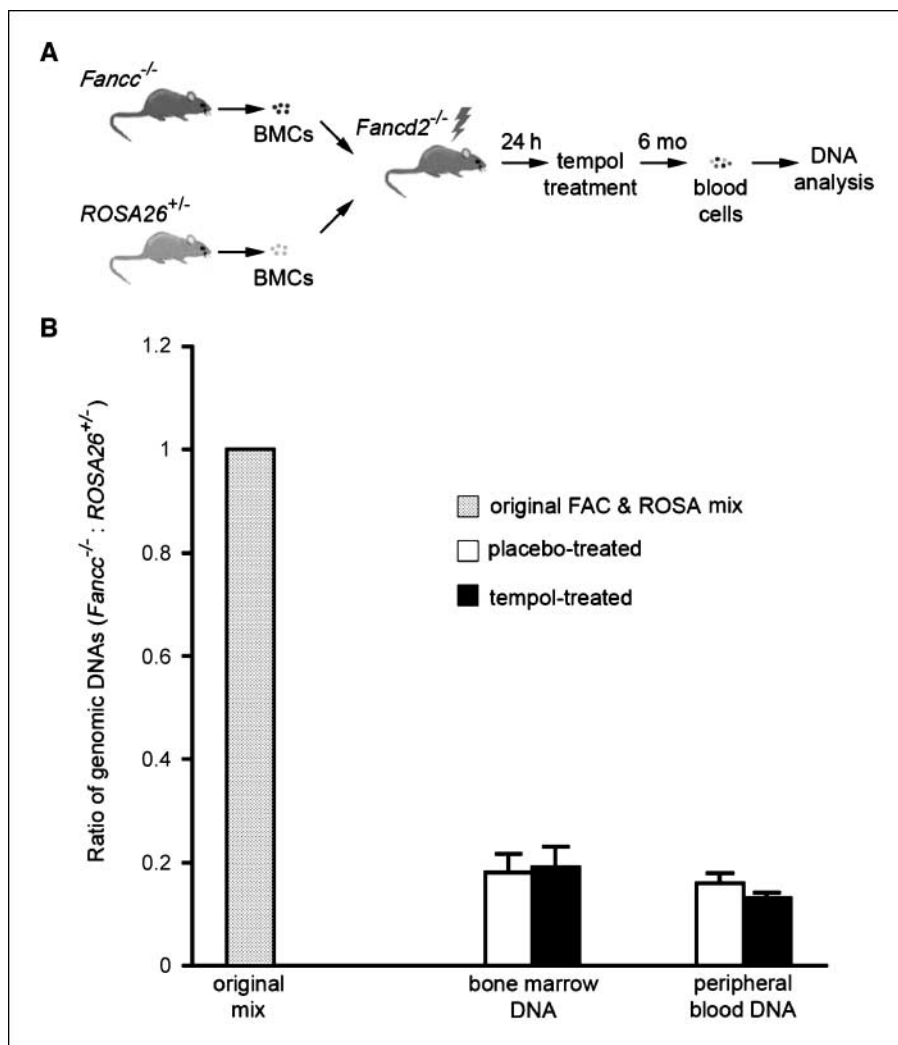 A
Fancc-/-
BMCs
Fancd2-/-
24 h
tempol
treatment
6 mo
blood
cells
DNA
analysis
ROSA26+/-
BMCs
B
Ratio of genomic DNAs (Fancc-/- : ROSA26+/-)
1.2
1
0.8
0.6
0.4
0.2
0
original FAC & ROSA mix
placebo-treated
tempol-treated
original
mix
bone marrow
DNA
peripheral
blood DNA